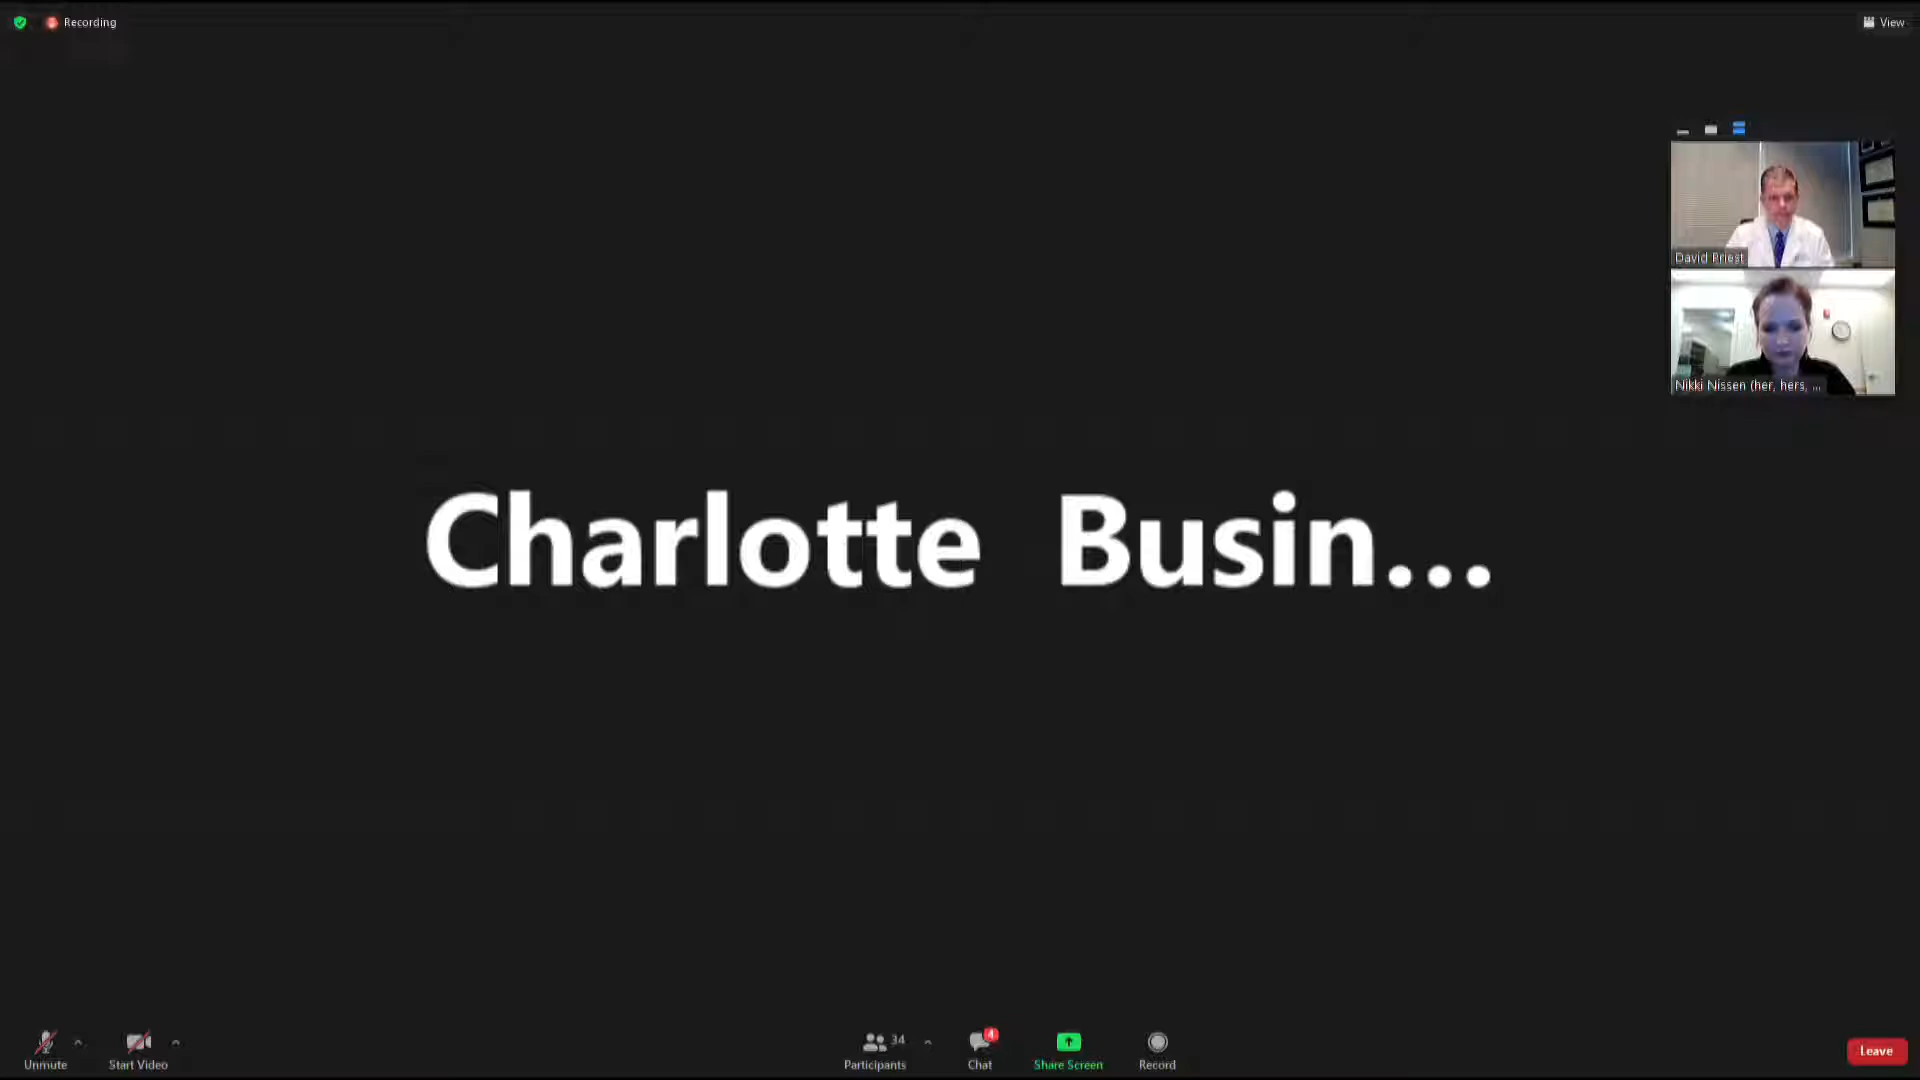 Recording
View
David Priest
Nikki Nissen (her, hers, ...
Charlotte Busin...
Unmute
Start Video
34
Participants
4
Chat
Share Screen
Record
Leave